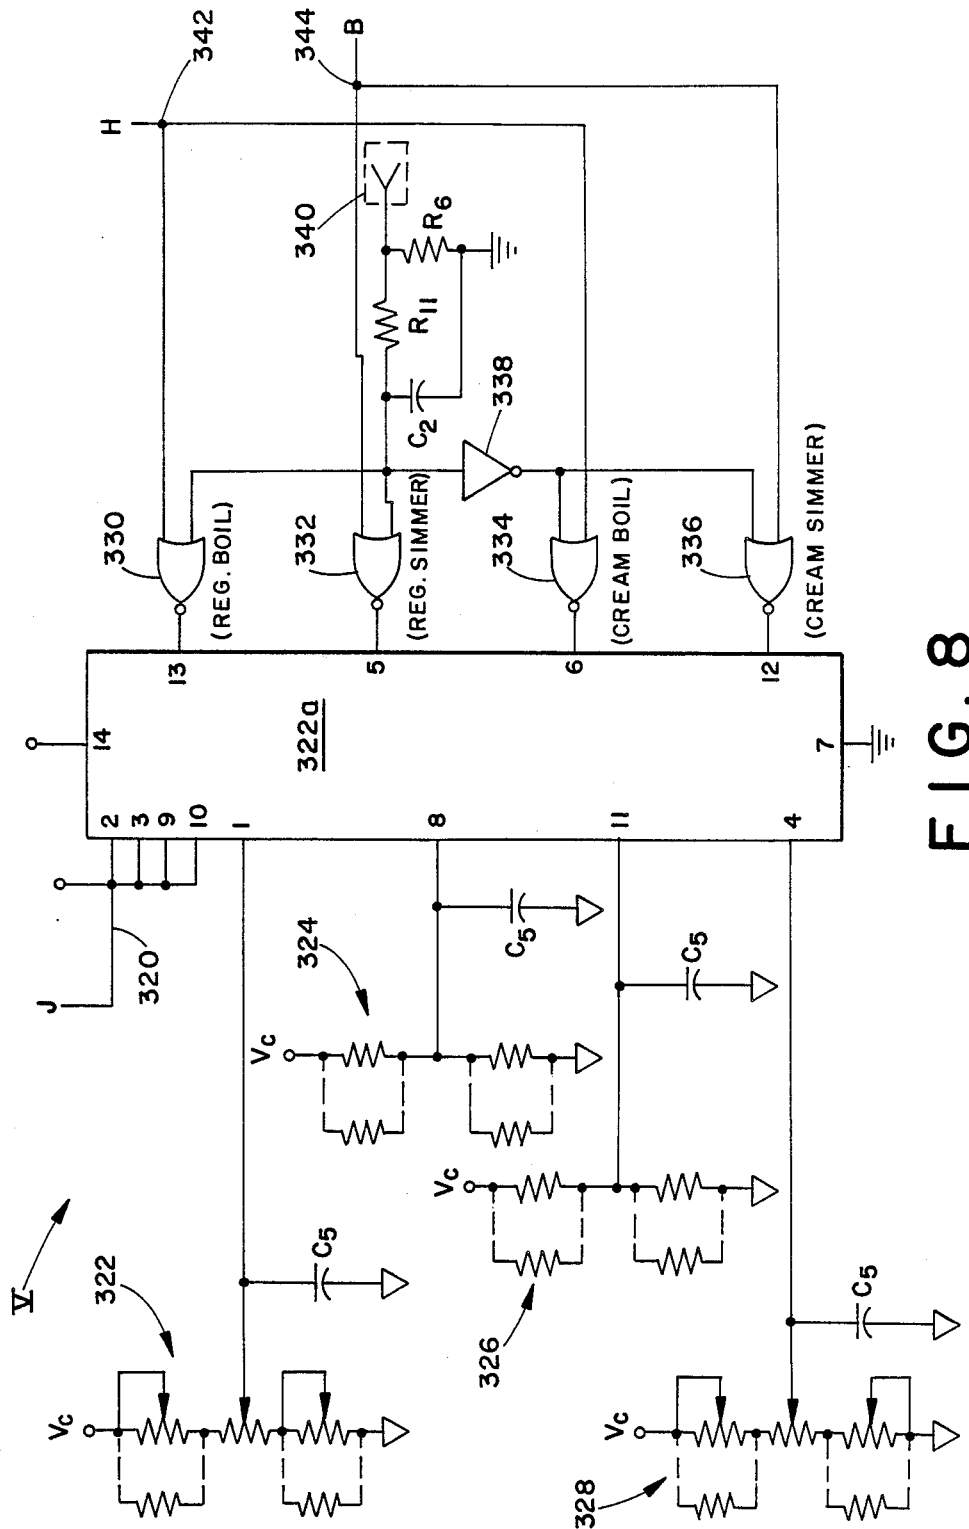 342
344
H
B
340
R6
R11
C2
338
330
(REG. BOIL)
332
(REG. SIMMER)
334
(CREAM BOIL)
336
(CREAM SIMMER)
13
5
6
12
14
322a
7
2
3
9
10
1
8
11
4
J
320
324
C5
C5
Vc
Vc
V
322
C5
326
C5
Vc
Vc
328
FIG. 8